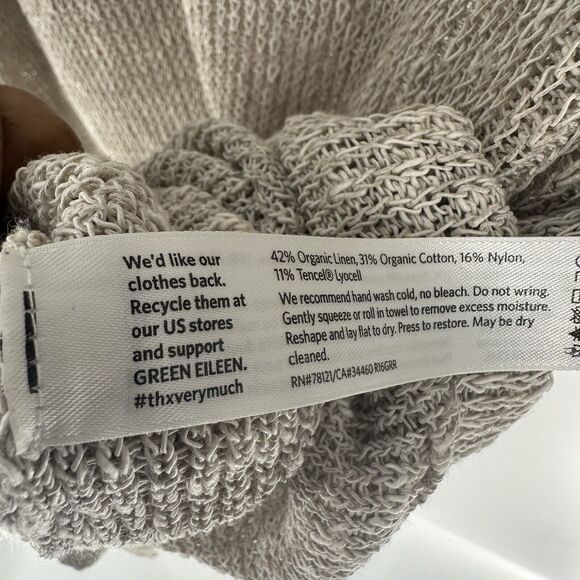 We'd like our
clothes back.
Recycle them at
our US stores
and support
GREEN EILEEN.
#thxverymuch
42% Organic Linen, 31% Organic Cotton, 16% Nylon,
11% Tencel® Lyocell
We recommend hand wash cold, no bleach. Do not wring.
Gently squeeze or roll in towel to remove excess moisture.
Reshape and lay flat to dry. Press to restore. May be dry
cleaned.
RN#78121/CA#34460 R16GRR